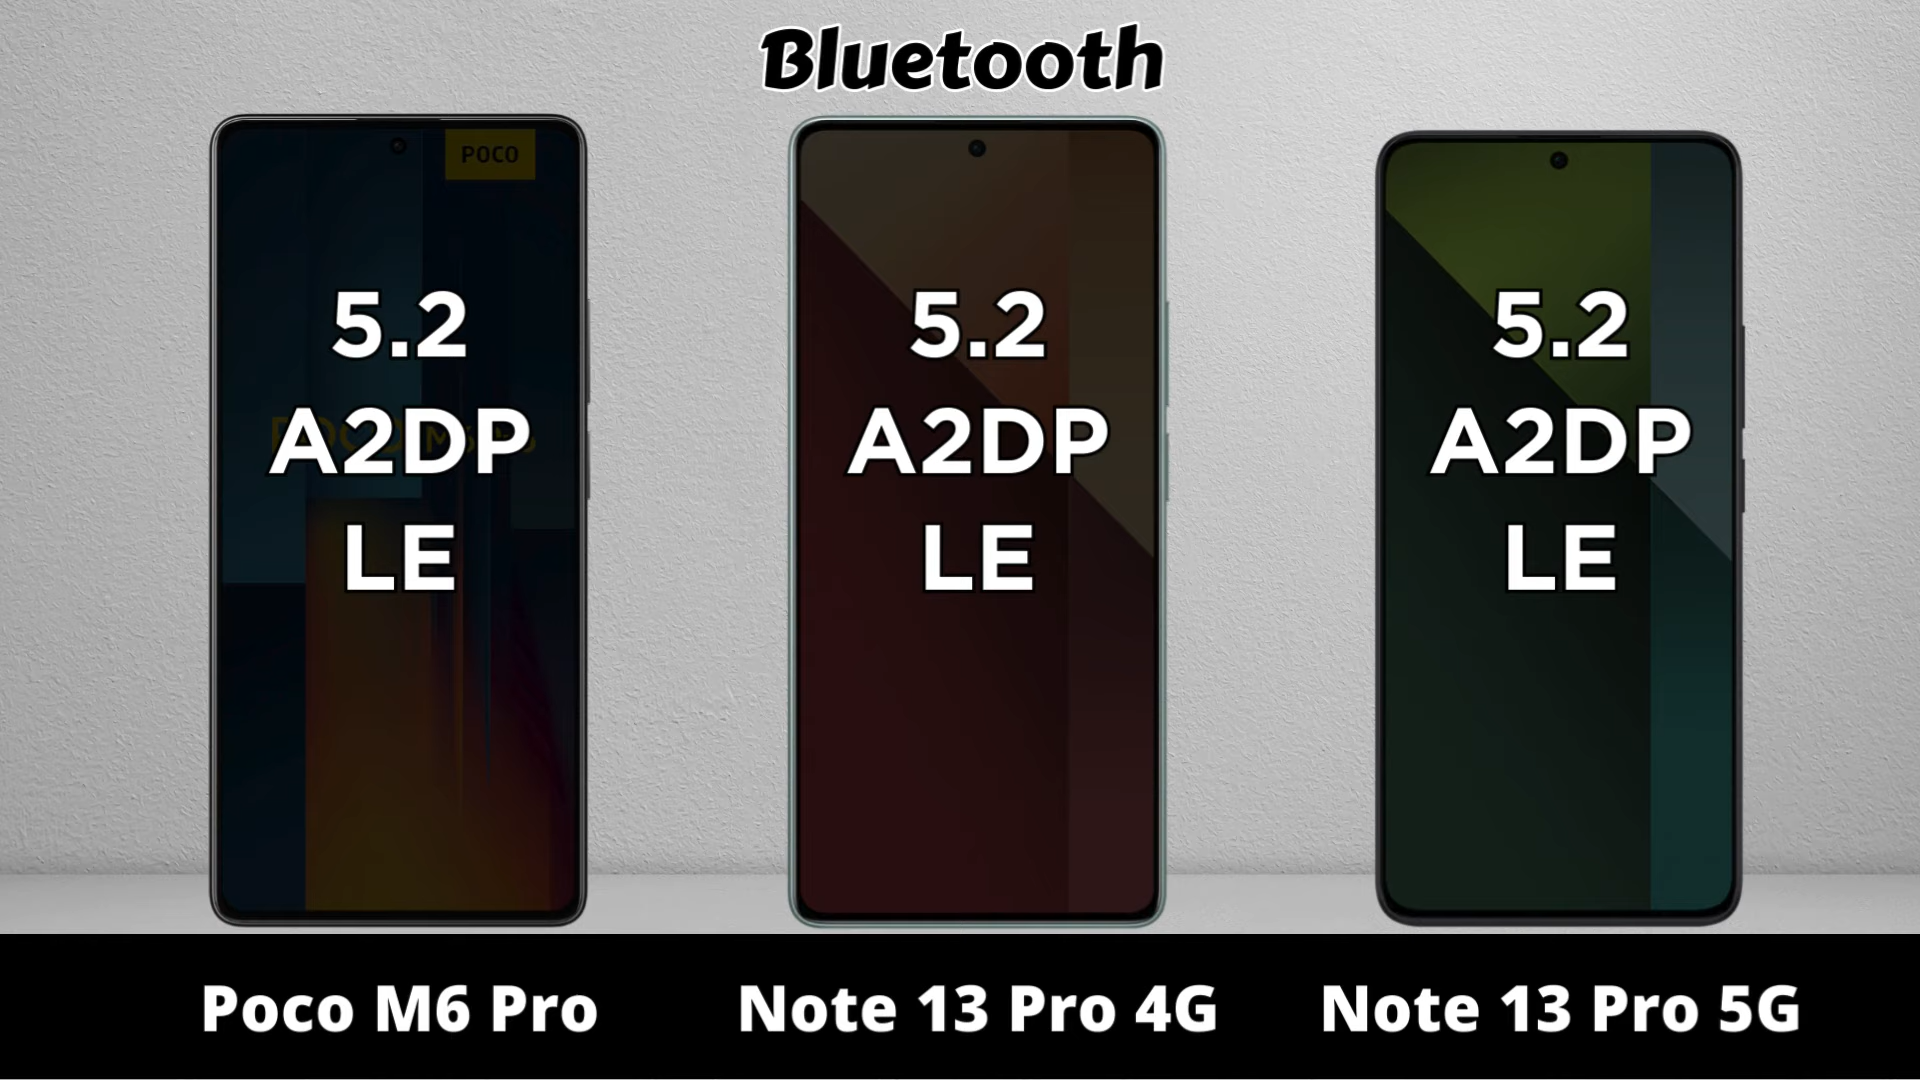 Bluetooth
POCO
5.2
A2DP
LE
5.2
A2DP
LE
5.2
A2DP
LE
Poco M6 Pro
Note 13 Pro 4G
Note 13 Pro 5G